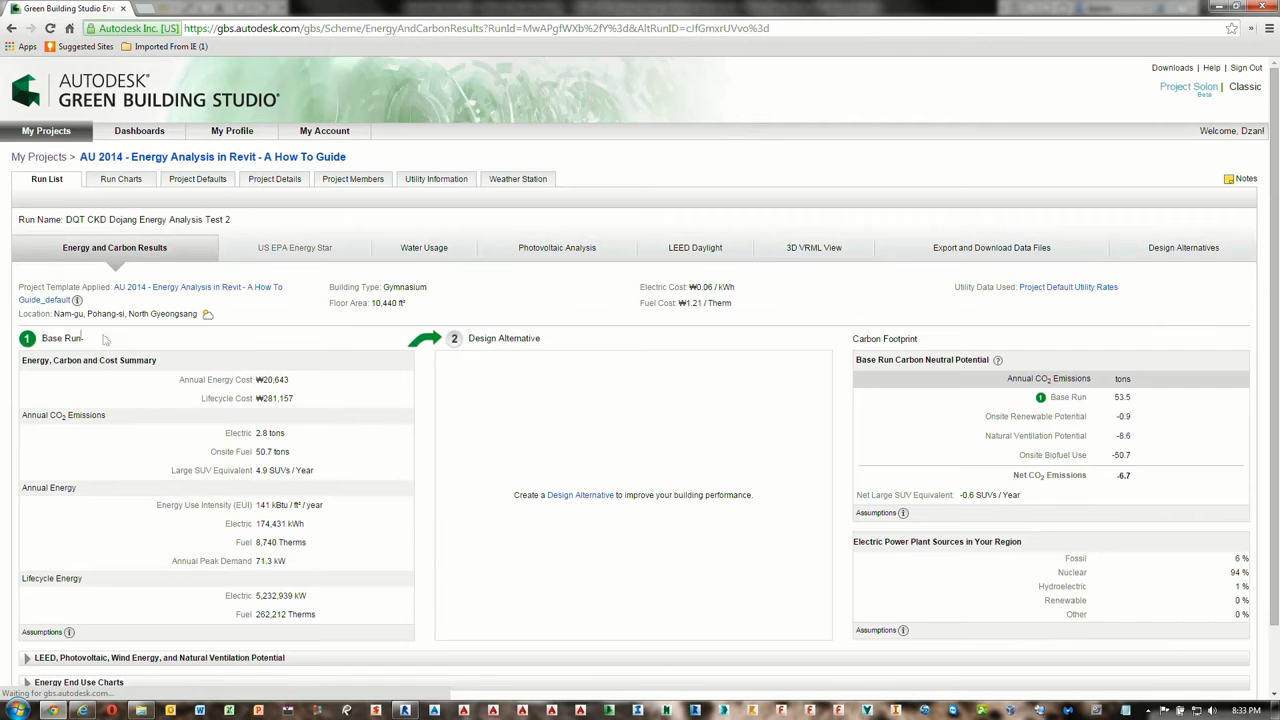 Green Building Studio Ene
Autodesk Inc. [US] https://gbs.autodesk.com/gbs/Scheme/EnergyAndCarbonResults?RunId=MwAPgfWXb%2fY%3d&AltRunID=cJfGmxrUVvo%3d
Apps Suggested Sites Imported From IE (1)
Downloads | Help | Sign Out
AUTODESK®
GREEN BUILDING STUDIO®
Project Solon | Classic
Beta
My Projects Dashboards My Profile My Account Welcome, Dzan!
My Projects > AU 2014 - Energy Analysis in Revit - A How To Guide
Run List Run Charts Project Defaults Project Details Project Members Utility Information Weather Station Notes
Run Name: DQT CKD Dojang Energy Analysis Test 2
Energy and Carbon Results US EPA Energy Star Water Usage Photovoltaic Analysis LEED Daylight 3D VRML View Export and Download Data Files Design Alternatives
Project Template Applied: AU 2014 - Energy Analysis in Revit - A How To
Guide_default
Location: Nam-gu, Pohang-si, North Gyeongsang
Building Type: Gymnasium
Floor Area: 10,440 ft²
Electric Cost: ₩0.06 / kWh
Fuel Cost: ₩1.21 / Therm
Utility Data Used: Project Default Utility Rates
1 Base Run
Energy, Carbon and Cost Summary
Annual Energy Cost ₩20,643
Lifecycle Cost ₩281,157
Annual CO2 Emissions
Electric 2.8 tons
Onsite Fuel 50.7 tons
Large SUV Equivalent 4.9 SUVs / Year
Annual Energy
Energy Use Intensity (EUI) 141 kBtu / ft² / year
Electric 174,431 kWh
Fuel 8,740 Therms
Annual Peak Demand 71.3 kW
Lifecycle Energy
Electric 5,232,939 kW
Fuel 262,212 Therms
Assumptions
2 Design Alternative
Create a Design Alternative to improve your building performance.
Carbon Footprint
Base Run Carbon Neutral Potential
Annual CO2 Emissions tons
1 Base Run 53.5
Onsite Renewable Potential -0.9
Natural Ventilation Potential -8.6
Onsite Biofuel Use -50.7
Net CO2 Emissions -6.7
Net Large SUV Equivalent: -0.6 SUVs / Year
Assumptions
Electric Power Plant Sources in Your Region
Fossil 6 %
Nuclear 94 %
Hydroelectric 1 %
Renewable 0 %
Other 0 %
Assumptions
LEED, Photovoltaic, Wind Energy, and Natural Ventilation Potential
Energy End Use Charts
Waiting for gbs.autodesk.com...
8:33 PM